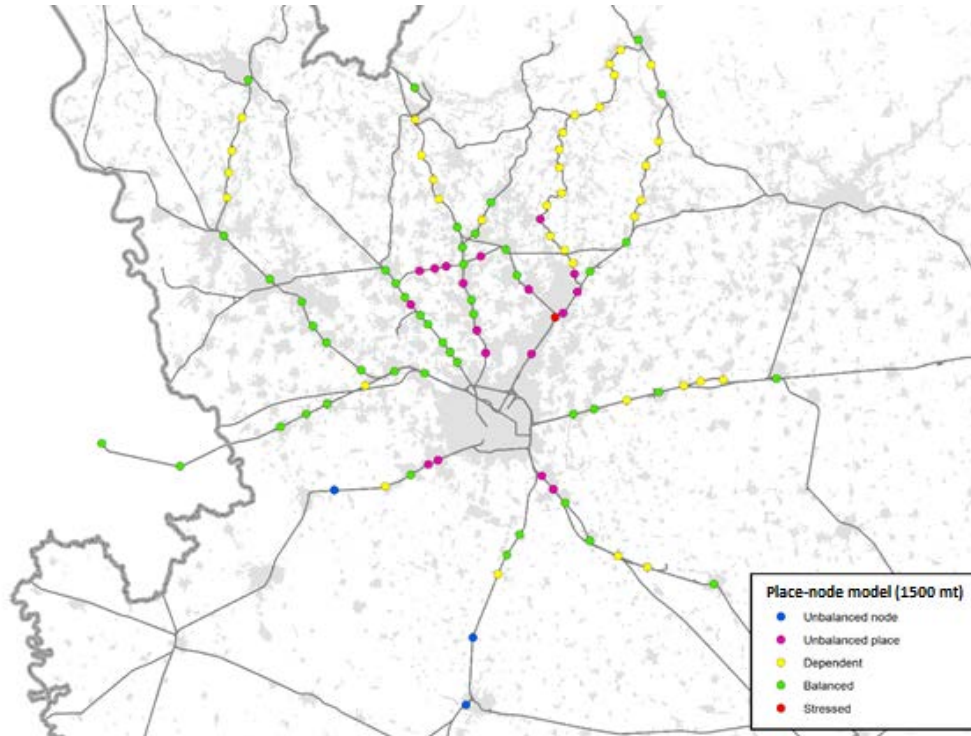 Place-node model (1500 mt)
Unbalanced node
Unbalanced place
Dependent
Balanced
Stressed